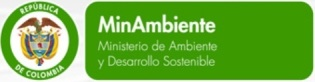 REPÚBLICA
DE COLOMBIA
MinAmbiente
Ministerio de Ambiente
y Desarrollo Sostenible